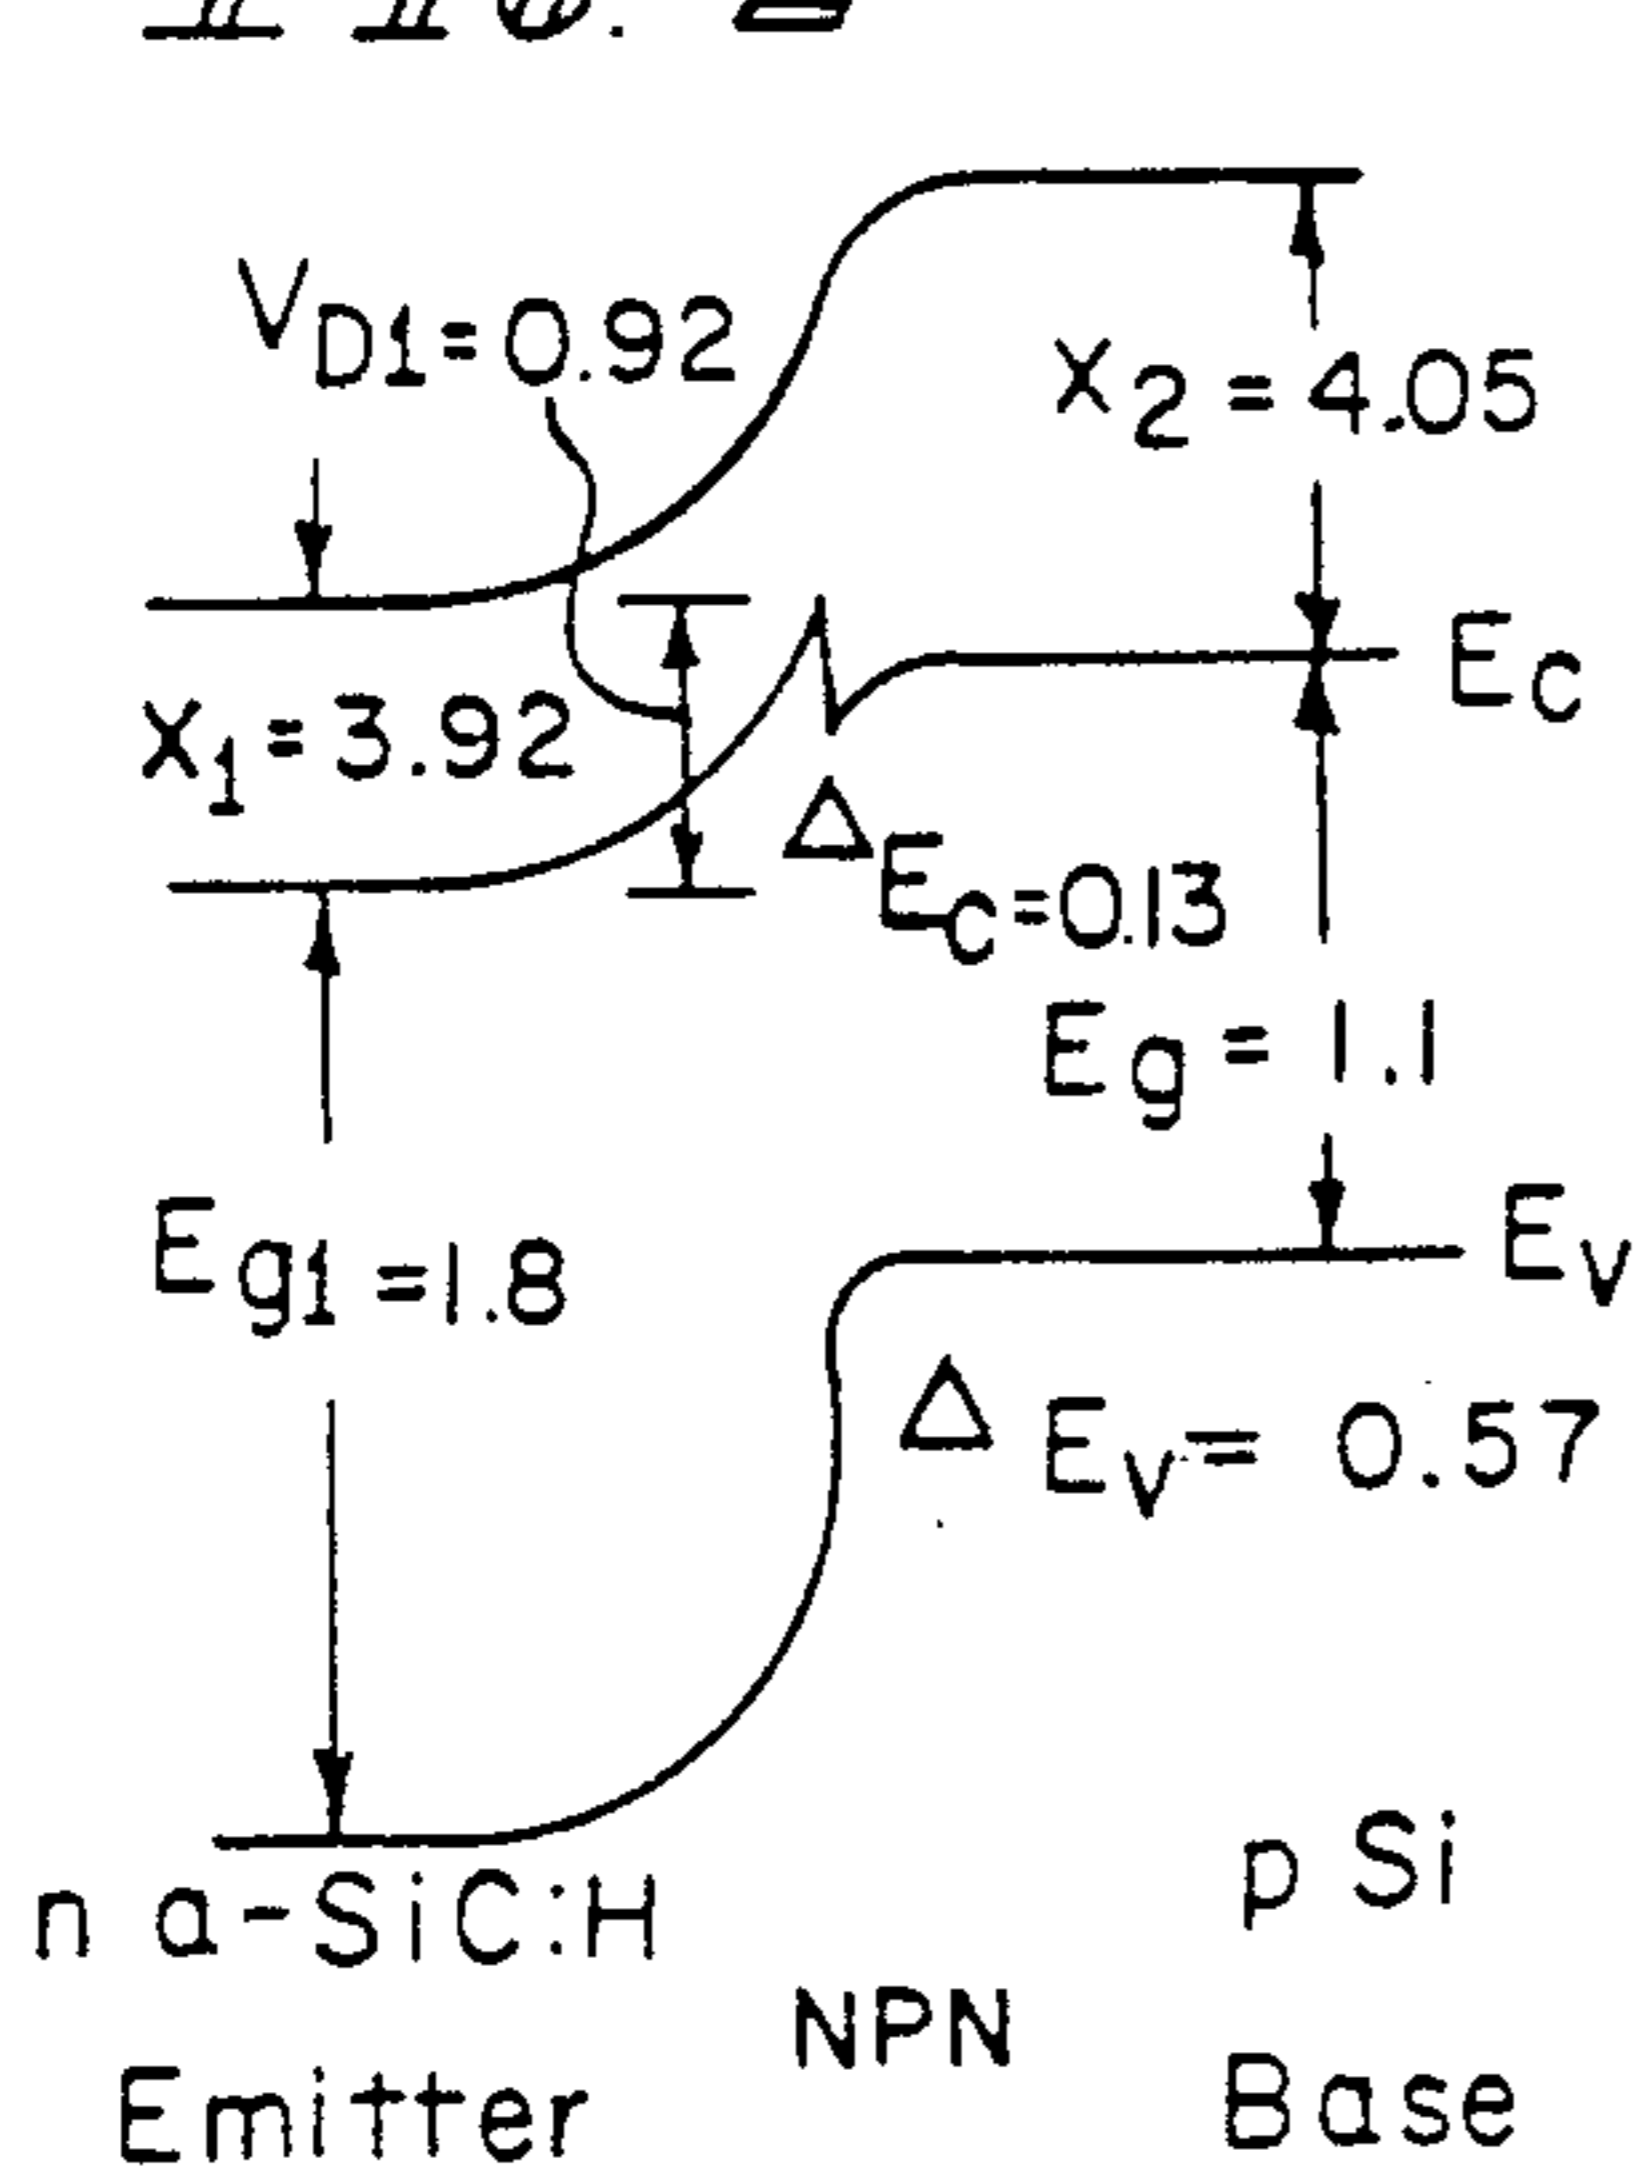 V_D1=0.92
X_2=4.05
E_C
X_1=3.92
ΔE_C=0.13
E_g=1.1
E_g1=1.8
E_V
ΔE_V=0.57
n a-SiC:H
p Si
NPN
Emitter
Base